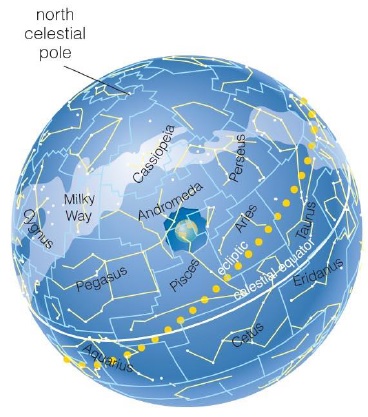 north
celestial
pole
Cassiopeia
Perseus
Andromeda
Milky
Way
Cygnus
Aries
Taurus
Pegasus
Pisces
ecliptic
celestial equator
Eridanus
Cetus
Aquarius